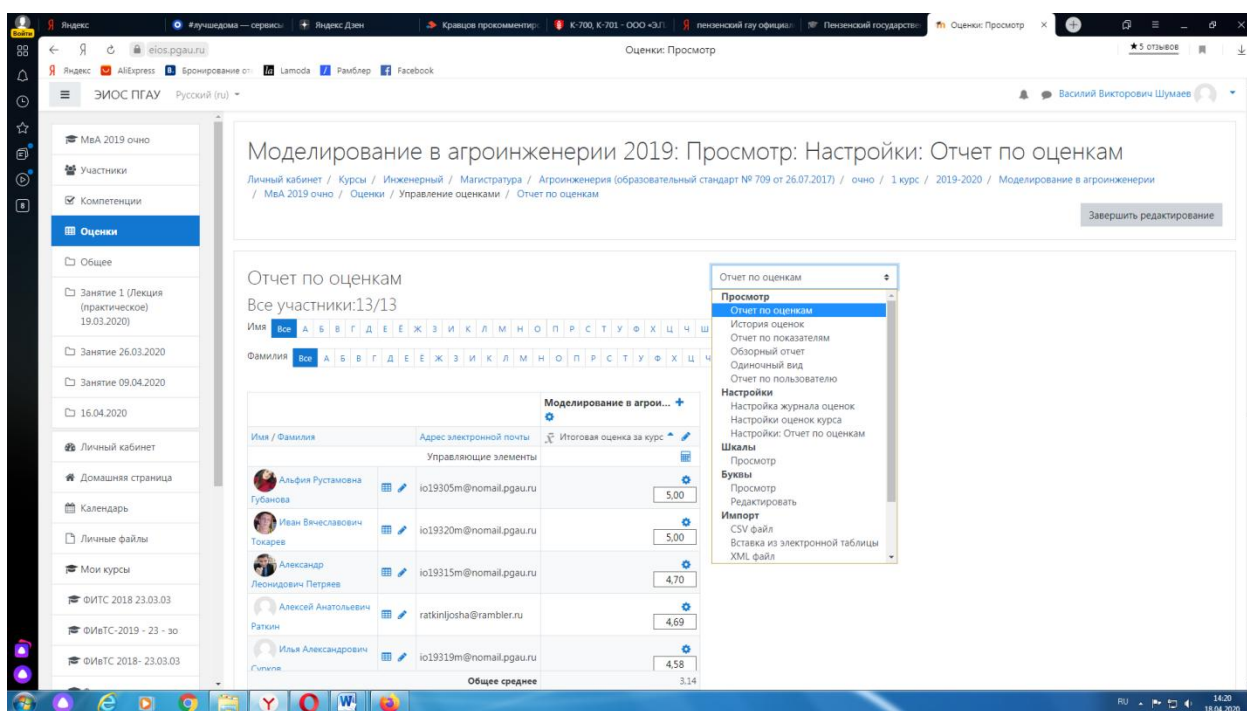 Войти
Яндекс
#лучшедома — сервисы
Яндекс Дзен
Кравцов прокомментиро
К-700, К-701 - ООО «ЭЛ
пензенский гау официал
Пензенский государстве
Оценки: Просмотр
eios.pgau.ru
Оценки: Просмотр
★ 5 отзывов
Яндекс
AliExpress
Бронирование от
Lamoda
Рамблер
Facebook
ЭИОС ПГАУ
Русский (ru)
Василий Викторович Шумаев
МвА 2019 очно
Участники
Компетенции
Оценки
Общее
Занятие 1 (Лекция
(практическое)
19.03.2020)
Занятие 26.03.2020
Занятие 09.04.2020
16.04.2020
Личный кабинет
Домашняя страница
Календарь
Личные файлы
Мои курсы
ФИТС 2018 23.03.03
ФИвТС-2019 - 23 - зо
ФИвТС 2018- 23.03.03
Моделирование в агроинженерии 2019: Просмотр: Настройки: Отчет по оценкам
Личный кабинет / Курсы / Инженерный / Магистратура / Агроинженерия (образовательный стандарт № 709 от 26.07.2017) / очно / 1 курс / 2019-2020 / Моделирование в агроинженерии
/ МвА 2019 очно / Оценки / Управление оценками / Отчет по оценкам
Завершить редактирование
Отчет по оценкам
Все участники:13/13
Имя Все А Б В Г Д Е Ё Ж З И К Л М Н О П Р С Т У Ф Х Ц Ч Ш
Фамилия Все А Б В Г Д Е Ё Ж З И К Л М Н О П Р С Т У Ф Х Ц Ч
Отчет по оценкам
Просмотр
Отчет по оценкам
История оценок
Отчет по показателям
Обзорный отчет
Одиночный вид
Отчет по пользователю
Настройки
Настройка журнала оценок
Настройки оценок курса
Настройки: Отчет по оценкам
Шкалы
Просмотр
Буквы
Просмотр
Редактировать
Импорт
CSV файл
Вставка из электронной таблицы
XML файл
Моделирование в агрои...
Имя / Фамилия
Адрес электронной почты
Итоговая оценка за курс
Управляющие элементы
Альфия Рустамовна
Губанова
io19305m@nomail.pgau.ru
5,00
Иван Вячеславович
Токарев
io19320m@nomail.pgau.ru
5,00
Александр
Леонидович Петряев
io19315m@nomail.pgau.ru
4,70
Алексей Анатольевич
Раткин
ratkinljosha@rambler.ru
4,69
Илья Александрович
Сурков
io19319m@nomail.pgau.ru
4,58
Общее среднее
3,14
RU
14:20
18.04.2020